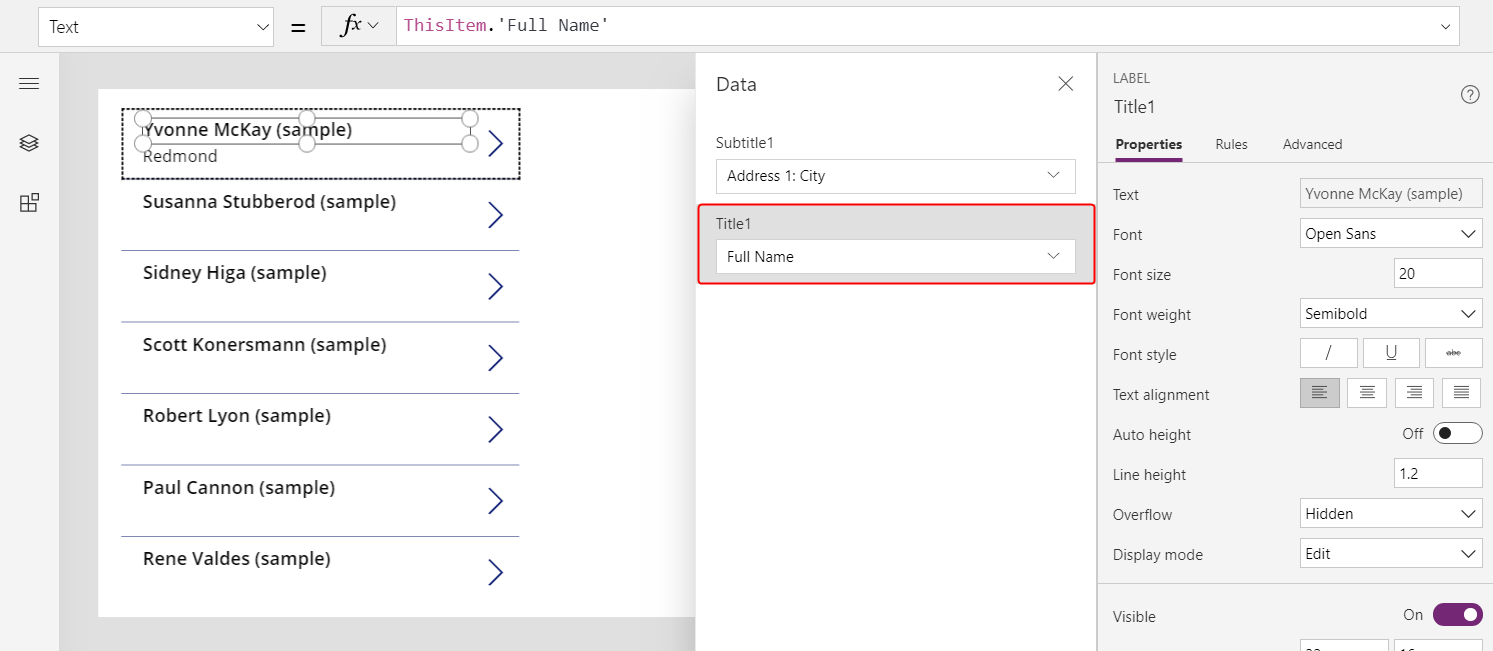 Text
=
fx
ThisItem.'Full Name'
Yvonne McKay (sample)
Redmond
Susanna Stubberod (sample)
Sidney Higa (sample)
Scott Konersmann (sample)
Robert Lyon (sample)
Paul Cannon (sample)
Rene Valdes (sample)
Data
Subtitle1
Address 1: City
Title1
Full Name
LABEL
Title1
?
Properties Rules Advanced
Text Yvonne McKay (sample)
Font Open Sans
Font size 20
Font weight Semibold
Font style / U abc
Text alignment
Auto height Off
Line height 1.2
Overflow Hidden
Display mode Edit
Visible On